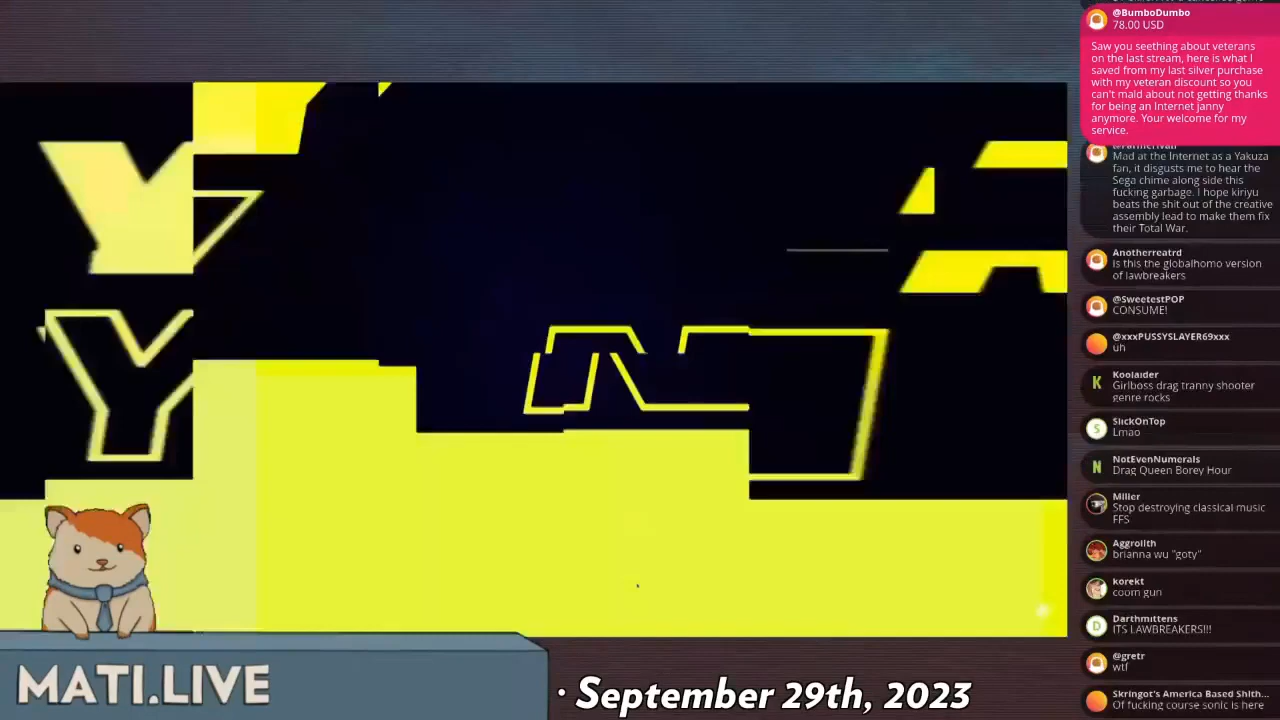 @BumboDumbo
78.00 USD
Saw you seething about veterans
on the last stream, here is what I
saved from my last silver purchase
with my veteran discount so you
can't mald about not getting thanks
for being an Internet janny
anymore. Your welcome for my
service.
Mad at the Internet as a Yakuza
fan, it disgusts me to hear the
Sega chime along side this
fucking garbage. I hope kiriyu
beats the shit out of the creative
assembly lead to make them fix
their Total War.
Anotherreatrd
is this the globalhomo version
of lawbreakers
@SweetestPOP
CONSUME!
@xxxPUSSYSLAYER69xxx
uh
Koolaider
Girlboss drag tranny shooter
genre rocks
SlickOnTop
Lmao
NotEvenNumerals
Drag Queen Borey Hour
Miller
Stop destroying classical music
FFS
Aggrolith
brianna wu "goty"
korekt
coom gun
Darthmittens
ITS LAWBREAKERS!!!
@gretr
wtf
Skringot's America Based Shith...
Of fucking course sonic is here
MATI.LIVE
· September 29th, 2023